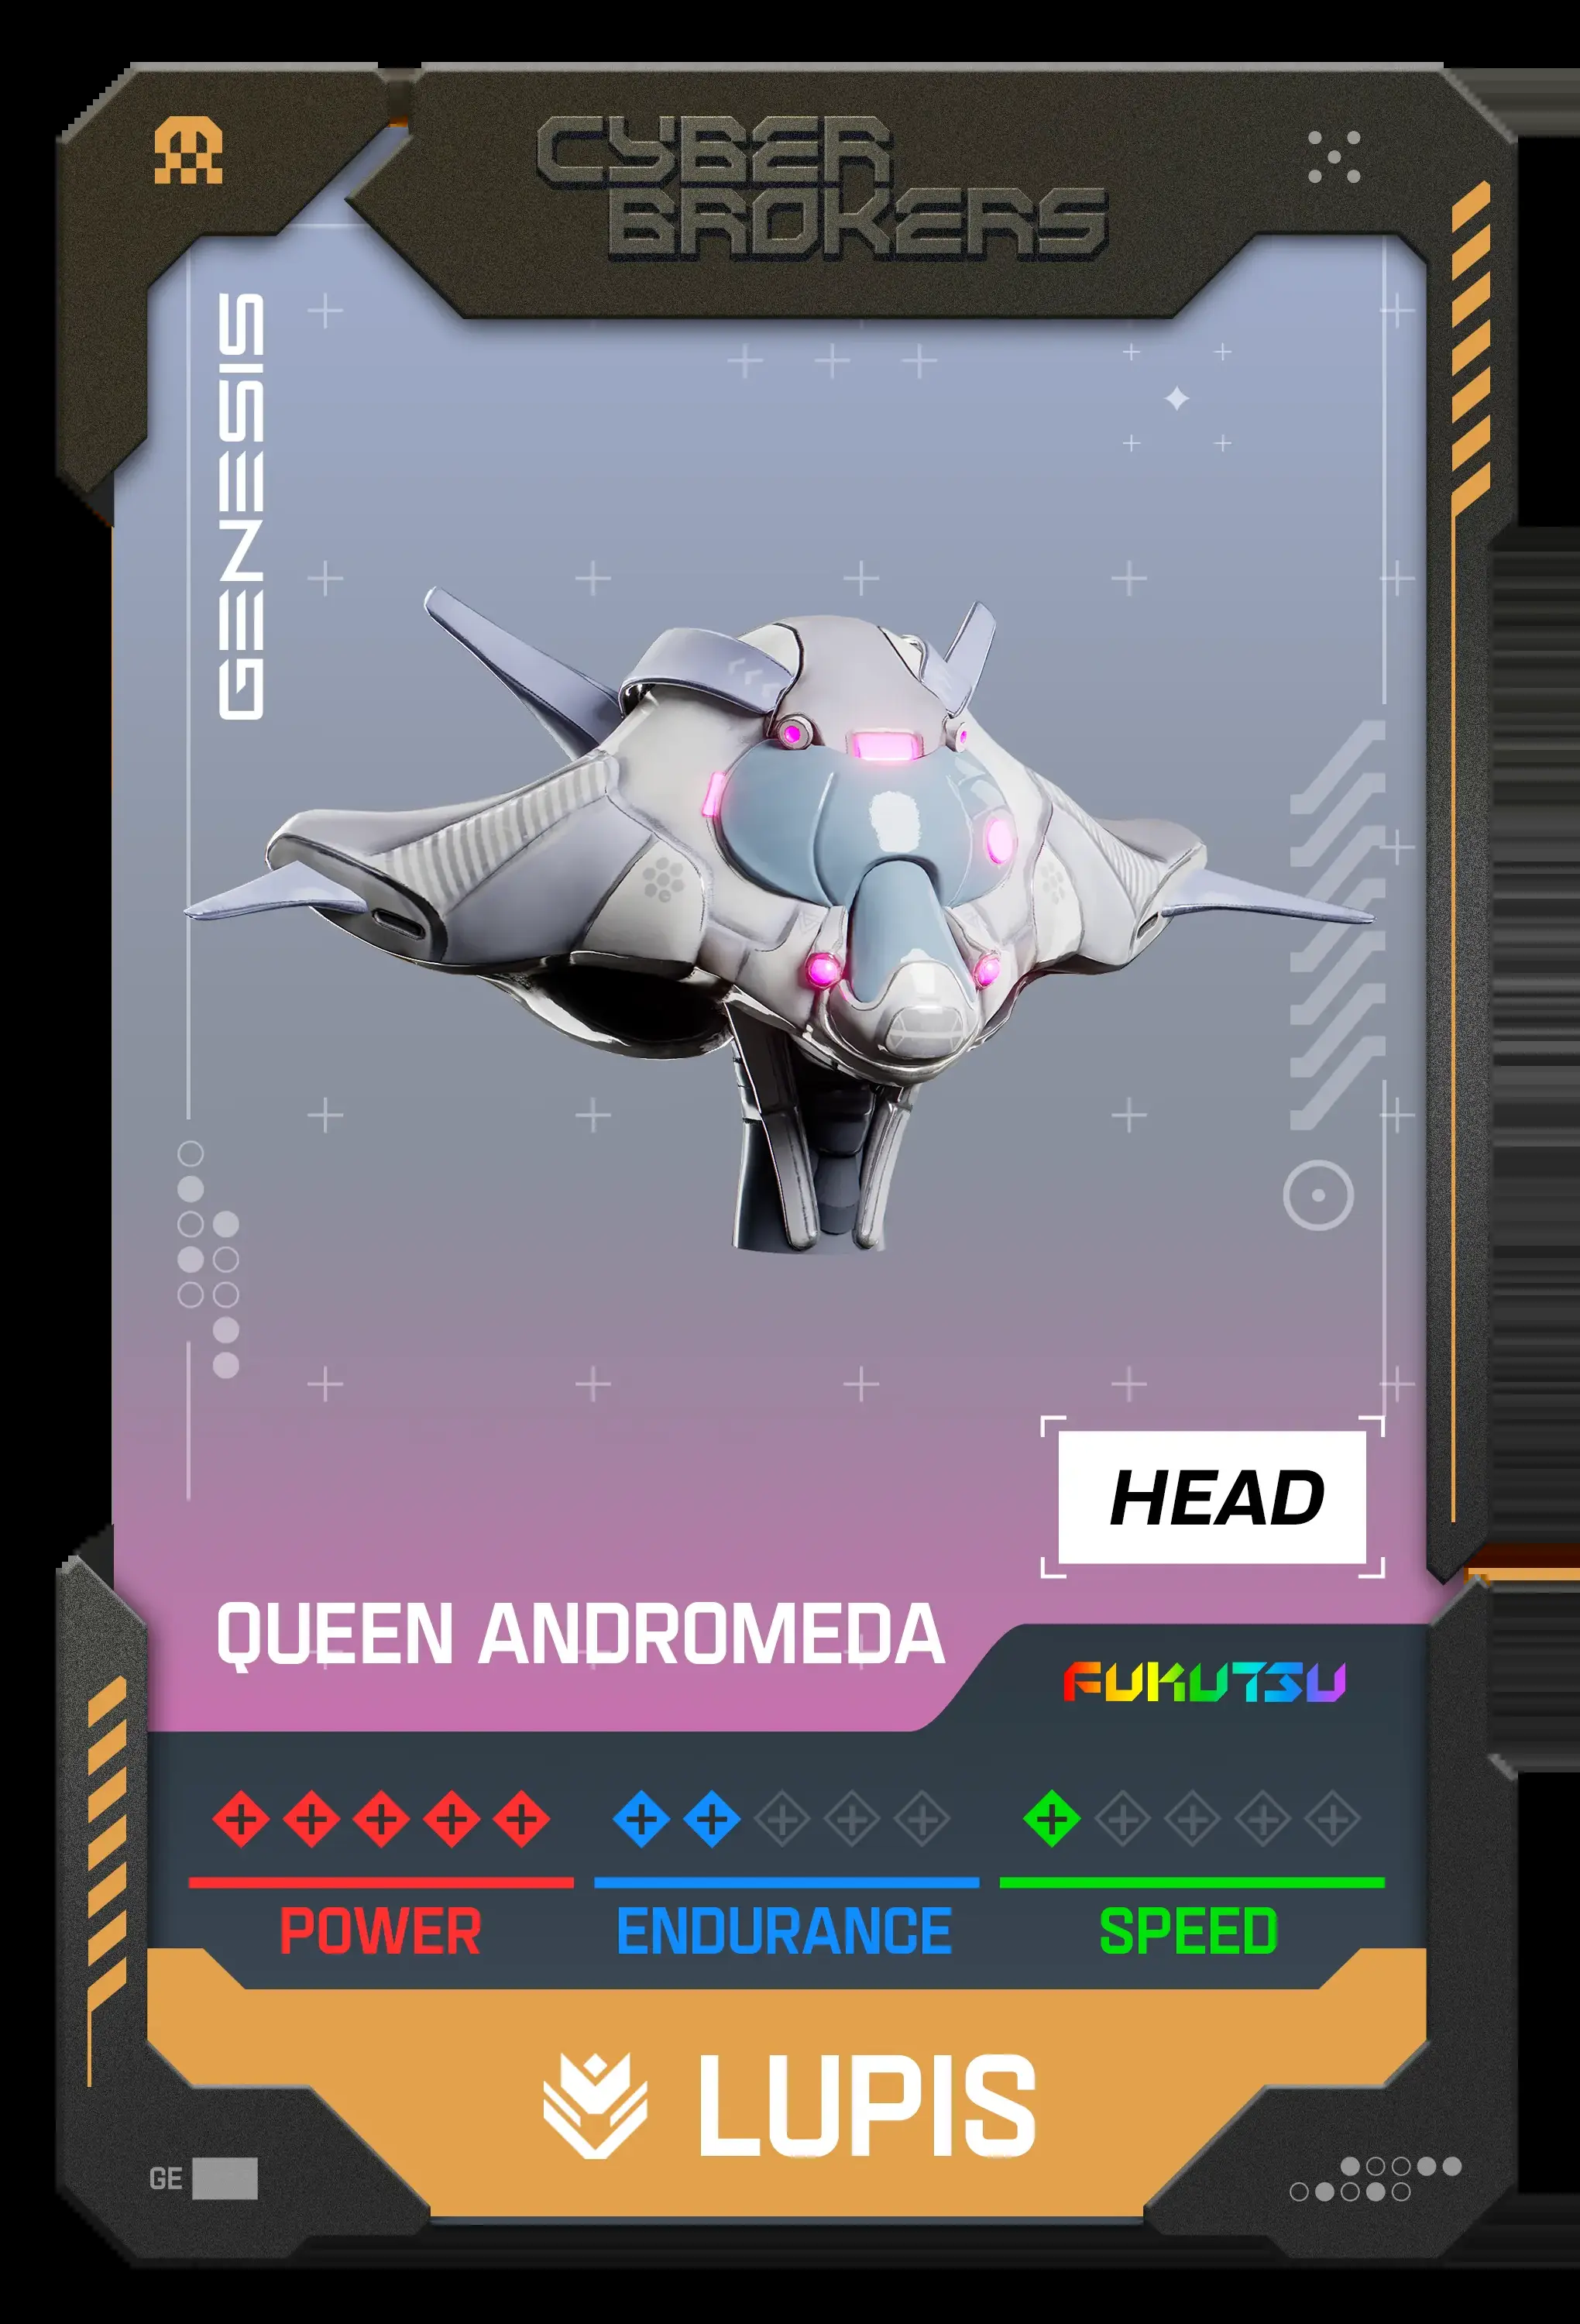 CYBER
BROKERS
GENESIS
HEAD
QUEEN ANDROMEDA
FUKUTSU
POWER
ENDURANCE
SPEED
LUPIS
GE